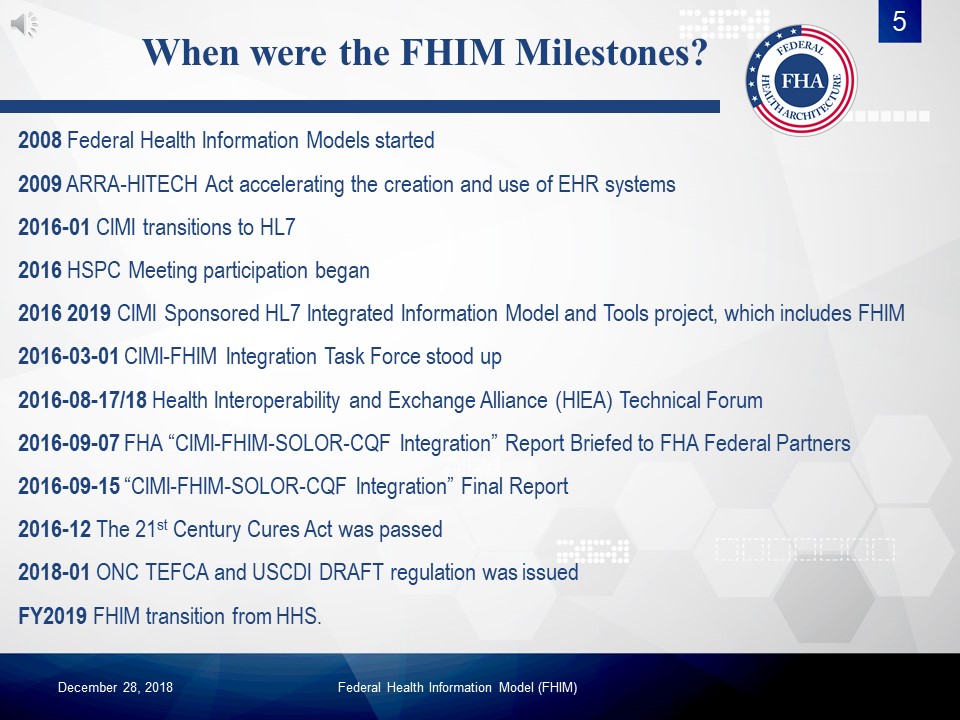 5
When were the FHIM Milestones?
FEDERAL
FHA
HEALTH ARCHITECTURE
2008 Federal Health Information Models started
2009 ARRA-HITECH Act accelerating the creation and use of EHR systems
2016-01 CIMI transitions to HL7
2016 HSPC Meeting participation began
2016 2019 CIMI Sponsored HL7 Integrated Information Model and Tools project, which includes FHIM
2016-03-01 CIMI-FHIM Integration Task Force stood up
2016-08-17/18 Health Interoperability and Exchange Alliance (HIEA) Technical Forum
2016-09-07 FHA “CIMI-FHIM-SOLOR-CQF Integration” Report Briefed to FHA Federal Partners
2016-09-15 “CIMI-FHIM-SOLOR-CQF Integration” Final Report
2016-12 The 21st Century Cures Act was passed
2018-01 ONC TEFCA and USCDI DRAFT regulation was issued
FY2019 FHIM transition from HHS.
December 28, 2018
Federal Health Information Model (FHIM)